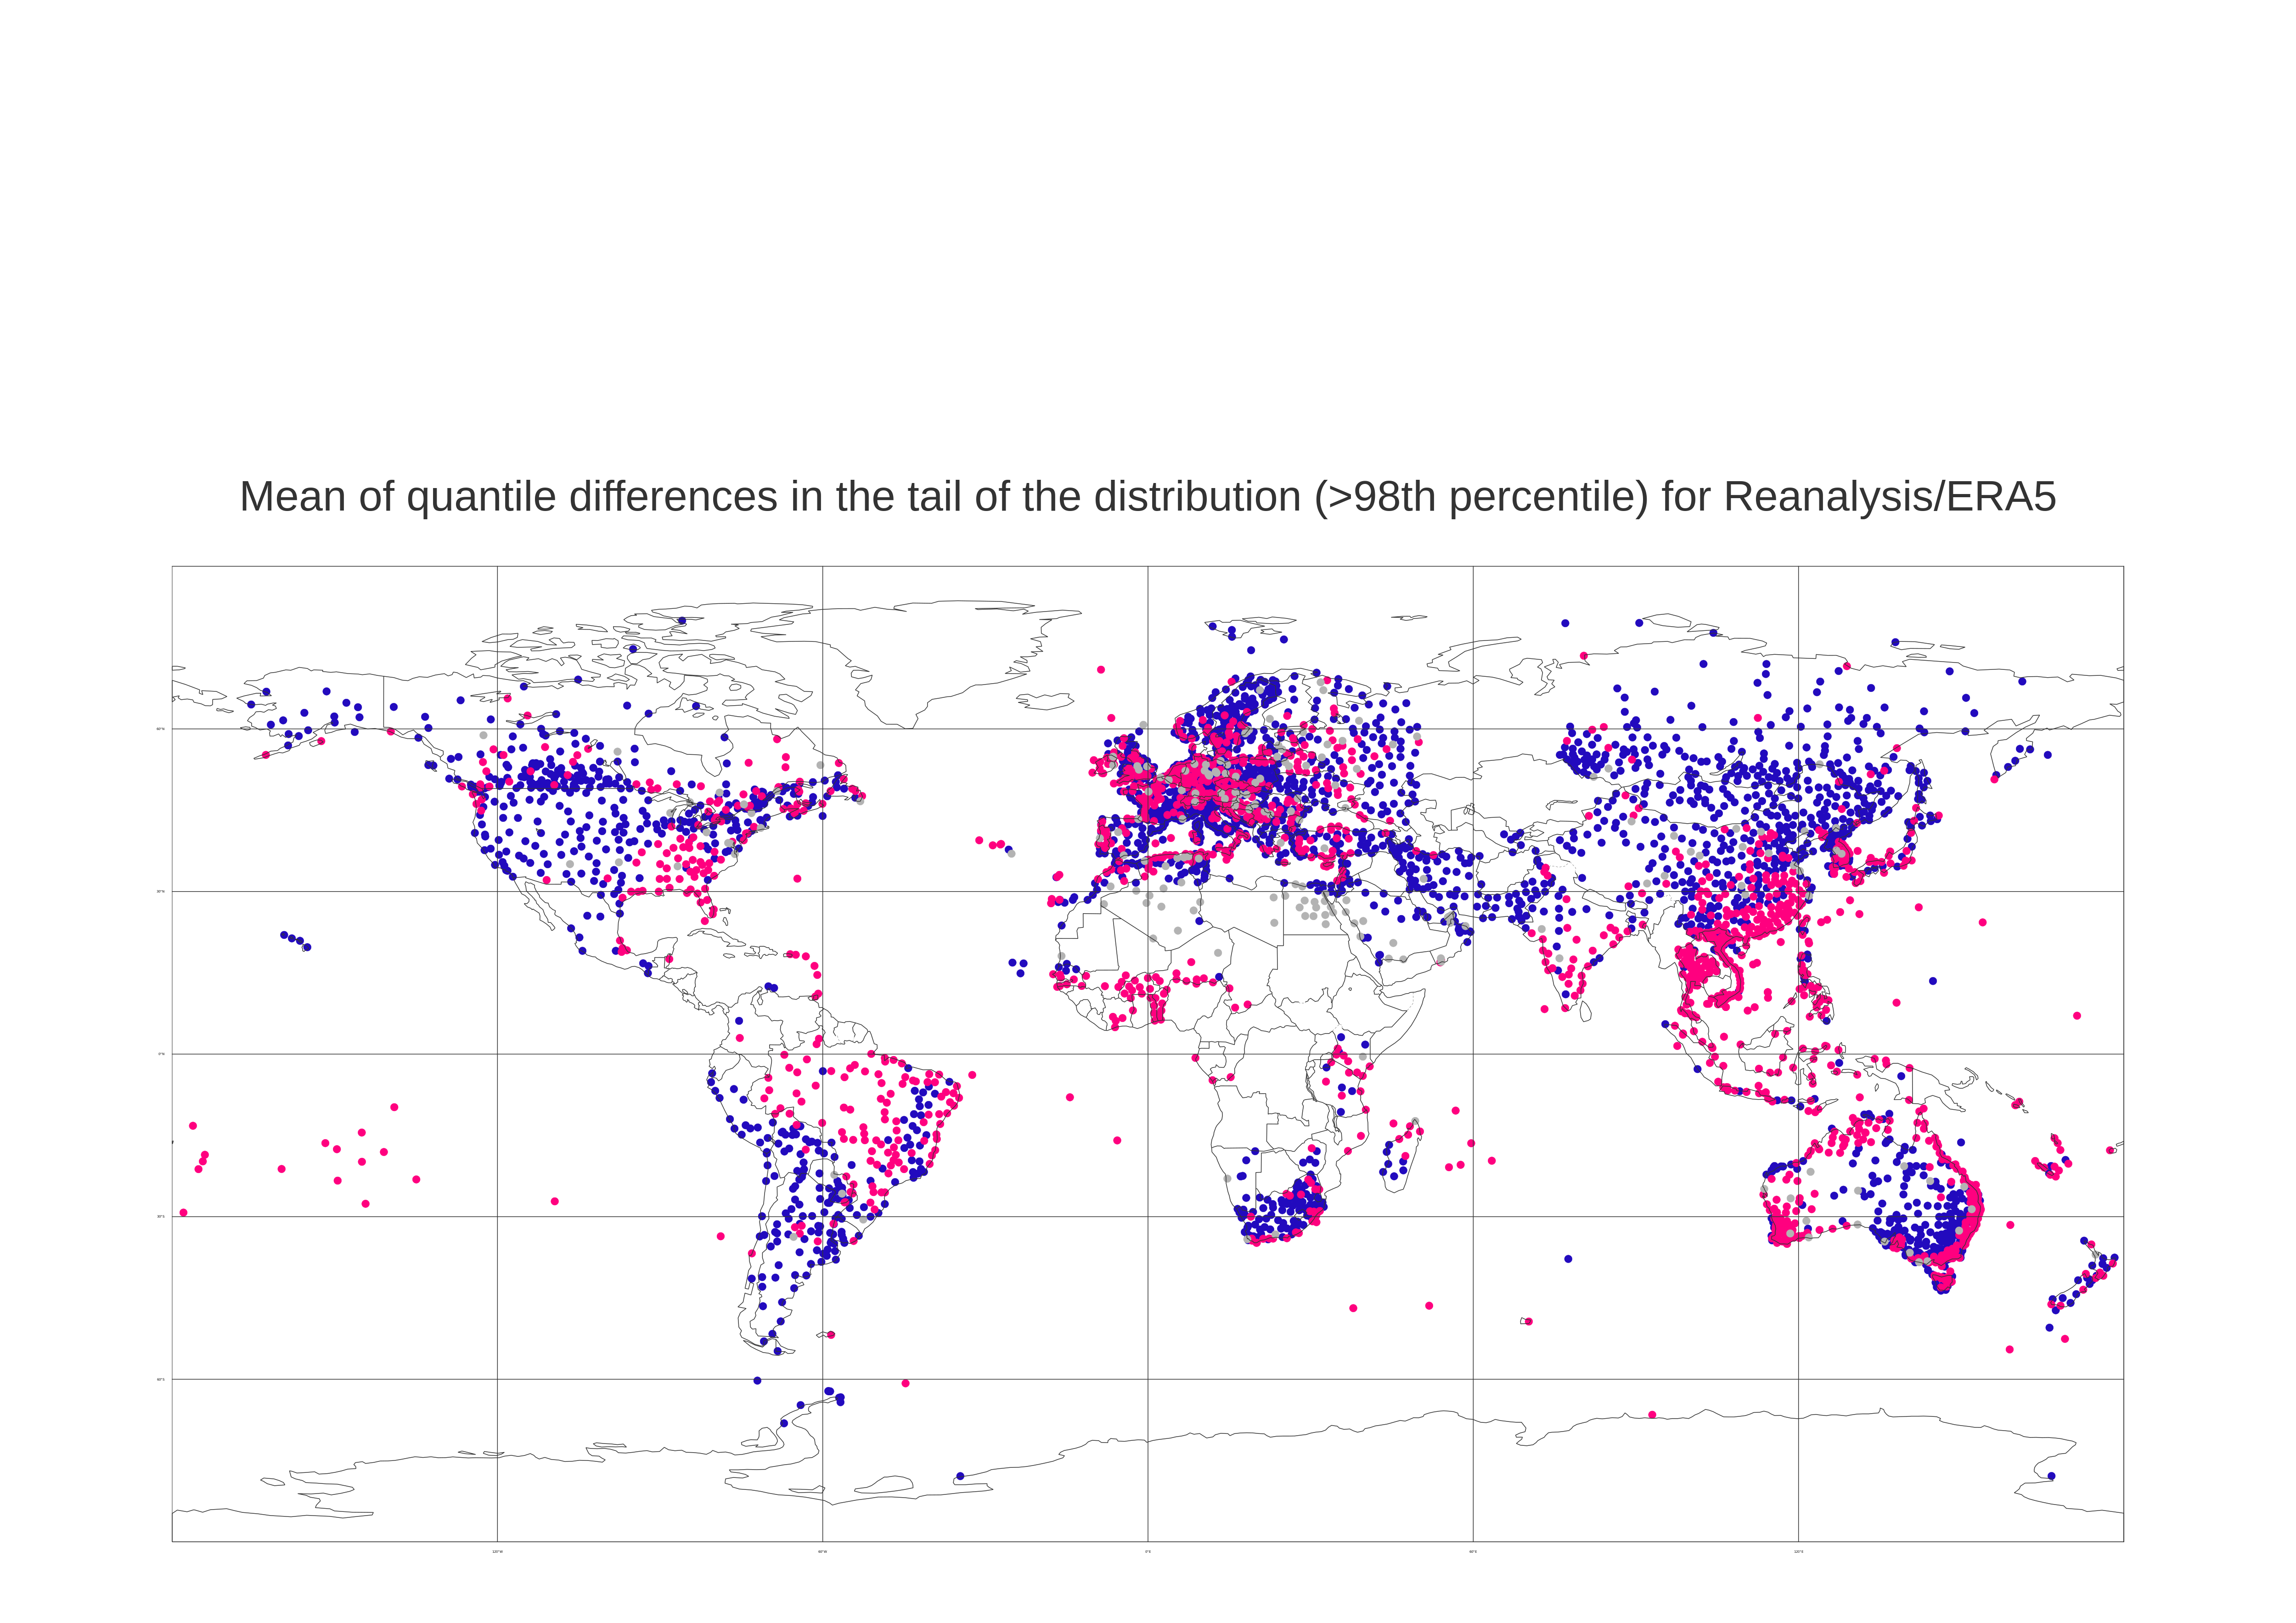 Mean of quantile differences in the tail of the distribution (>98th percentile) for Reanalysis/ERA5
60°N
30°N
0°N
30°S
60°S
120°W
60°W
0°E
60°E
120°E